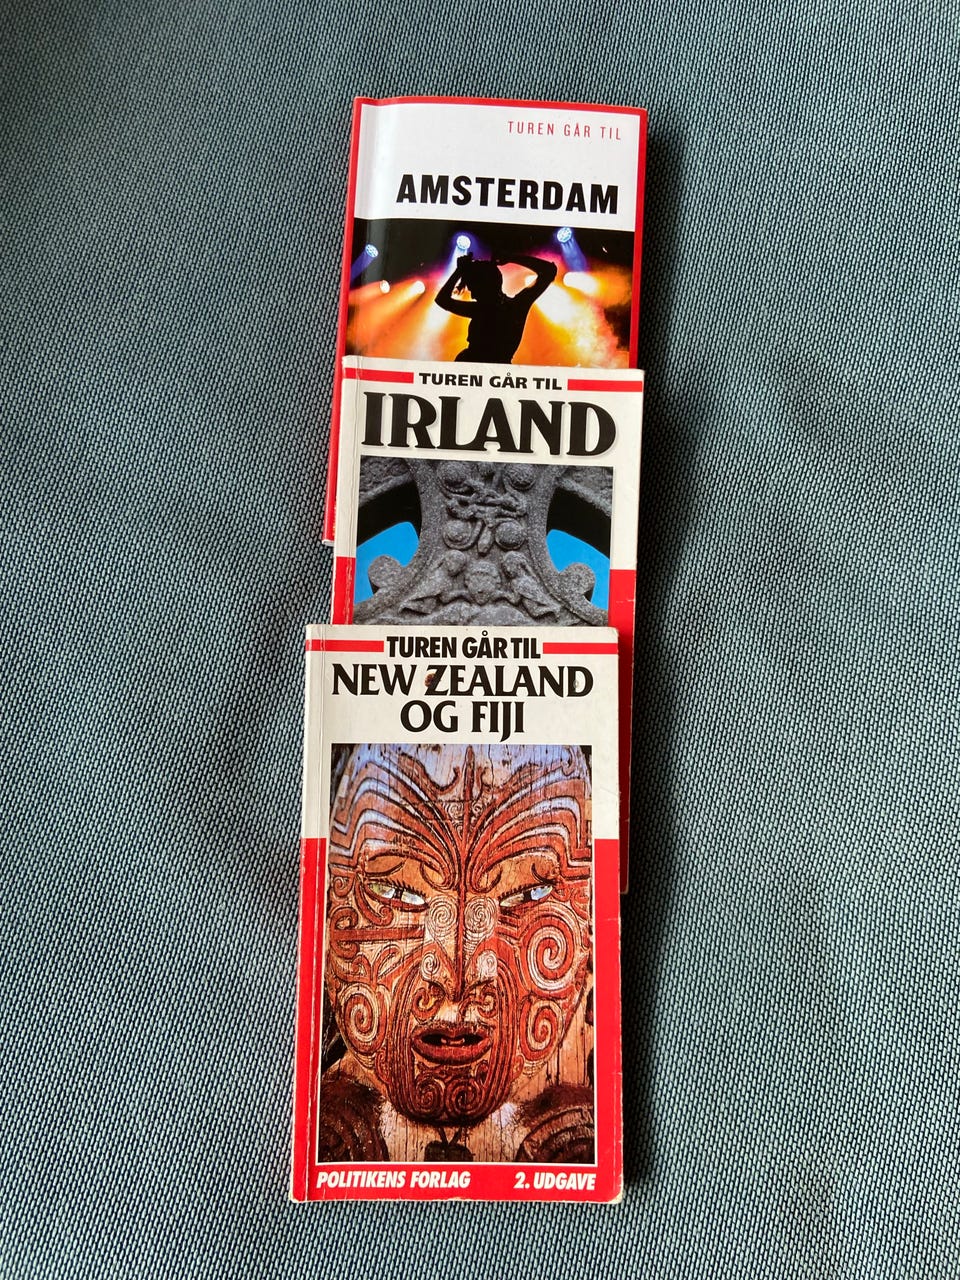 TUREN GÅR TIL
AMSTERDAM
TUREN GÅR TIL
IRLAND
TUREN GÅR TIL
NEW ZEALAND
OG FIJI
POLITIKENS FORLAG 2. UDGAVE